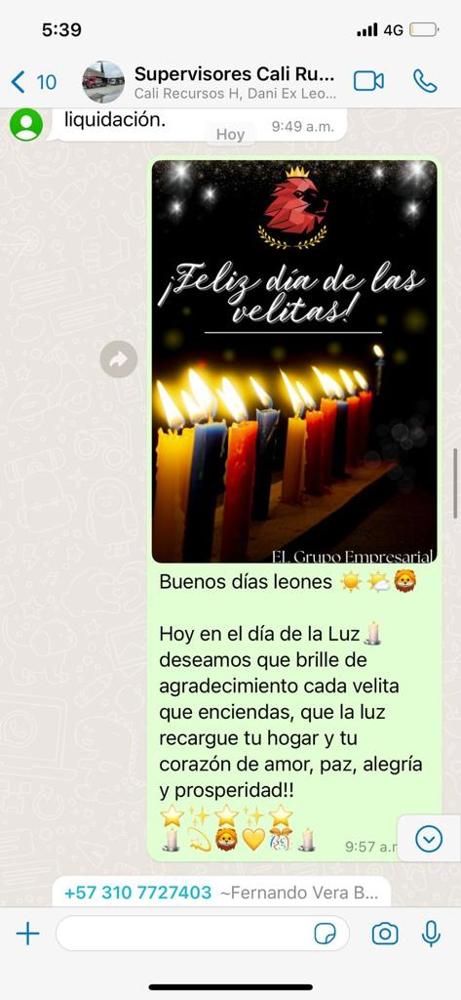 5:39
4G
10
Supervisores Cali Ru...
Cali Recursos H, Dani Ex Leo...
liquidación.
9:49 a.m.
Hoy
¡Feliz día de las
velitas!
EL Grupo Empresarial
Buenos días leones ☀️🌤️🦁
Hoy en el día de la Luz🕯️
deseamos que brille de
agradecimiento cada velita
que enciendas, que la luz
recargue tu hogar y tu
corazón de amor, paz, alegría
y prosperidad!!
⭐✨⭐✨⭐
🕯️💫🦁💛🎊🕯️
9:57 a.m
+57 310 7727403 ~Fernando Vera B...